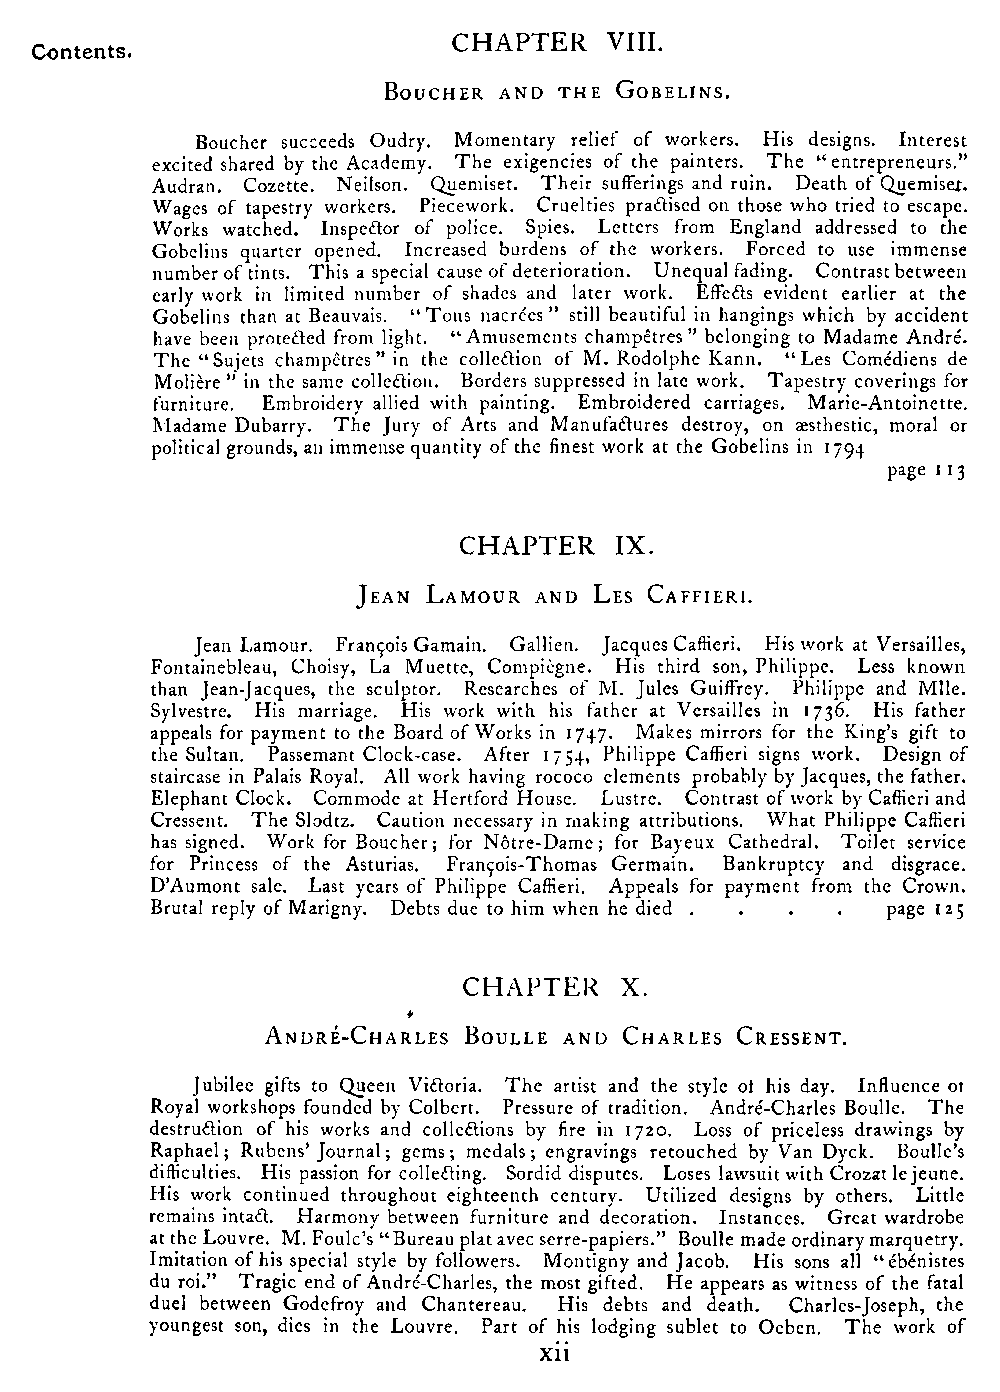 Contents.
CHAPTER VIII.
BOUCHER AND THE GOBELINS.
Boucher succeeds Oudry. Momentary relief of workers. His designs. Interest
excited shared by the Academy. The exigencies of the painters. The "entrepreneurs."
Audran. Cozette. Neilson. Quemiset. Their sufferings and ruin. Death of Quemiset.
Wages of tapestry workers. Piecework. Cruelties practised on those who tried to escape.
Works watched. Inspector of police. Spies. Letters from England addressed to the
Gobelins quarter opened. Increased burdens of the workers. Forced to use immense
number of tints. This a special cause of deterioration. Unequal fading. Contrast between
early work in limited number of shades and later work. Effects evident earlier at the
Gobelins than at Beauvais. "Tons nacrées" still beautiful in hangings which by accident
have been protected from light. "Amusements champêtres" belonging to Madame André.
The "Sujets champêtres" in the collection of M. Rodolphe Kann. "Les Comédiens de
Molière" in the same collection. Borders suppressed in late work. Tapestry coverings for
furniture. Embroidery allied with painting. Embroidered carriages. Marie-Antoinette.
Madame Dubarry. The Jury of Arts and Manufactures destroy, on æsthestic, moral or
political grounds, an immense quantity of the finest work at the Gobelins in 1794
page 113
CHAPTER IX.
JEAN LAMOUR AND LES CAFFIERI.
Jean Lamour. François Gamain. Gallien. Jacques Caffieri. His work at Versailles,
Fontainebleau, Choisy, La Muette, Compiègne. His third son, Philippe. Less known
than Jean-Jacques, the sculptor. Researches of M. Jules Guiffrey. Philippe and Mlle.
Sylvestre. His marriage. His work with his father at Versailles in 1736. His father
appeals for payment to the Board of Works in 1747. Makes mirrors for the King's gift to
the Sultan. Passemant Clock-case. After 1754, Philippe Caffieri signs work. Design of
staircase in Palais Royal. All work having rococo elements probably by Jacques, the father.
Elephant Clock. Commode at Hertford House. Lustre. Contrast of work by Caffieri and
Cressent. The Slodtz. Caution necessary in making attributions. What Philippe Caffieri
has signed. Work for Boucher; for Nôtre-Dame; for Bayeux Cathedral. Toilet service
for Princess of the Asturias. François-Thomas Germain. Bankruptcy and disgrace.
D'Aumont sale. Last years of Philippe Caffieri. Appeals for payment from the Crown.
Brutal reply of Marigny. Debts due to him when he died . . . . page 125
CHAPTER X.
ANDRÉ-CHARLES BOULLE AND CHARLES CRESSENT.
Jubilee gifts to Queen Victoria. The artist and the style of his day. Influence of
Royal workshops founded by Colbert. Pressure of tradition. André-Charles Boulle. The
destruction of his works and collections by fire in 1720. Loss of priceless drawings by
Raphael; Rubens' Journal; gems; medals; engravings retouched by Van Dyck. Boulle's
difficulties. His passion for collecting. Sordid disputes. Loses lawsuit with Crozat le jeune.
His work continued throughout eighteenth century. Utilized designs by others. Little
remains intact. Harmony between furniture and decoration. Instances. Great wardrobe
at the Louvre. M. Foulc's "Bureau plat avec serre-papiers." Boulle made ordinary marquetry.
Imitation of his special style by followers. Montigny and Jacob. His sons all "ébénistes
du roi." Tragic end of André-Charles, the most gifted. He appears as witness of the fatal
duel between Godefroy and Chantereau. His debts and death. Charles-Joseph, the
youngest son, dies in the Louvre. Part of his lodging sublet to Oeben. The work of
xii